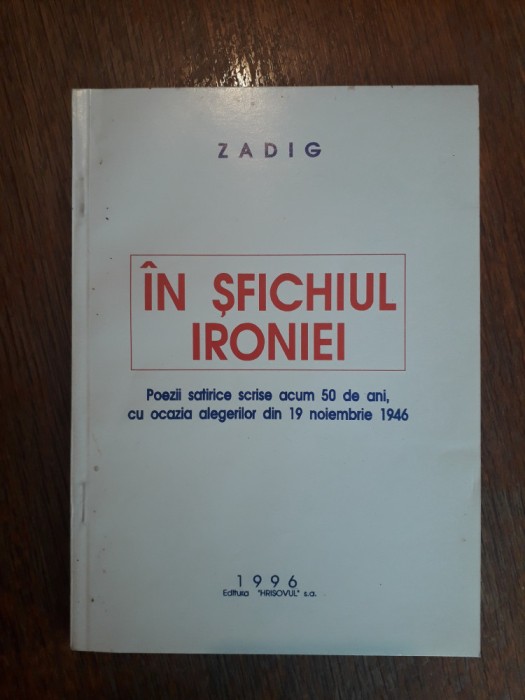 ZADIG
ÎN ŞFICHIUL
IRONIEI
Poezii satirice scrise acum 50 de ani,
cu ocazia alegerilor din 19 noiembrie 1946
1996
Editura "HRISOVUL" s.a.